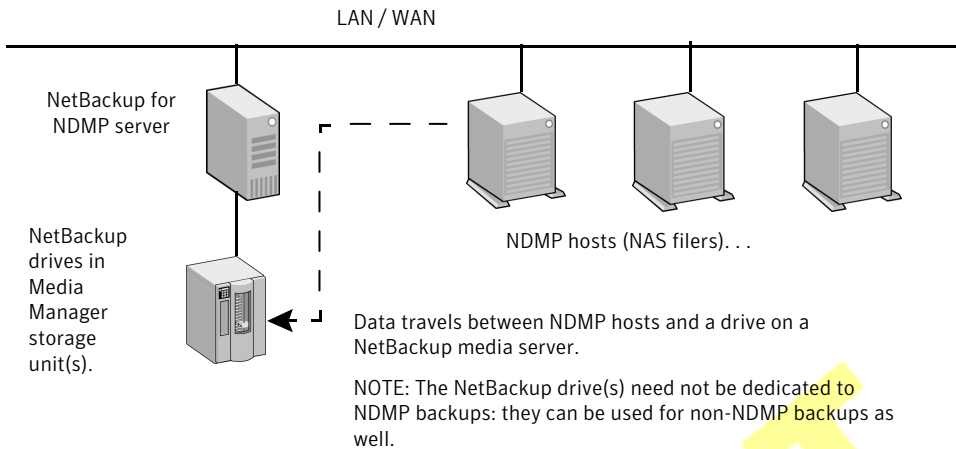 LAN / WAN
NetBackup for
NDMP server
NetBackup
drives in
Media
Manager
storage
unit(s).
NDMP hosts (NAS filers). . .
Data travels between NDMP hosts and a drive on a
NetBackup media server.
NOTE: The NetBackup drive(s) need not be dedicated to
NDMP backups: they can be used for non-NDMP backups as
well.